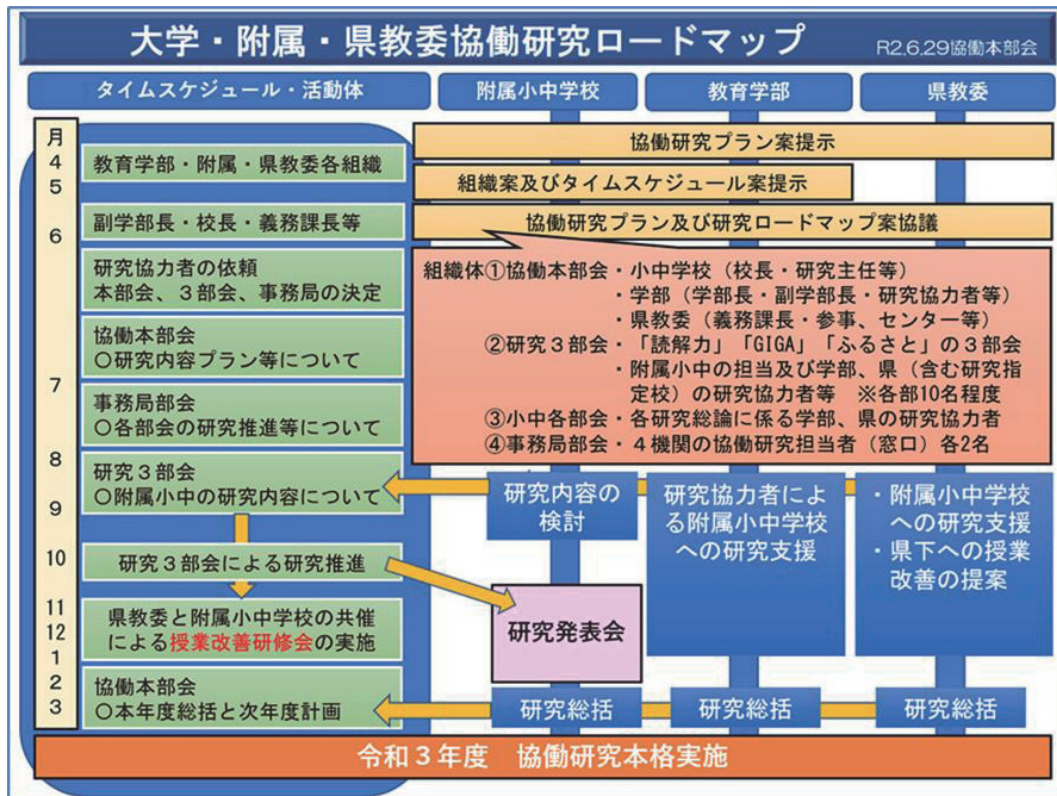 大学・附属・県教委協働研究ロードマップ
R2.6.29協働本部会
タイムスケジュール・活動体
附属小中学校
教育学部
県教委
月
4
5
6
7
8
9
10
11
12
1
2
3
教育学部・附属・県教委各組織
副学部長・校長・義務課長等
研究協力者の依頼
本部会、3部会、事務局の決定
協働本部会
○研究内容プラン等について
事務局部会
○各部会の研究推進等について
研究3部会
○附属小中の研究内容について
研究3部会による研究推進
県教委と附属小中学校の共催
による授業改善研修会の実施
協働本部会
○本年度総括と次年度計画
協働研究プラン案提示
組織案及びタイムスケジュール案提示
協働研究プラン及び研究ロードマップ案協議
組織体①協働本部会・小中学校（校長・研究主任等）
・学部（学部長・副学部長・研究協力者等）
・県教委（義務課長・参事、センター等）
②研究3部会・「読解力」「GIGA」「ふるさと」の3部会
・附属小中の担当及び学部、県（含む研究指
定校）の研究協力者等　※各部10名程度
③小中各部会・各研究総論に係る学部、県の研究協力者
④事務局部会・4機関の協働研究担当者（窓口）各2名
研究内容の
検討
研究協力者によ
る附属小中学校
への研究支援
・附属小中学校
への研究支援
・県下への授業
改善の提案
研究発表会
研究総括
研究総括
研究総括
令和3年度　協働研究本格実施